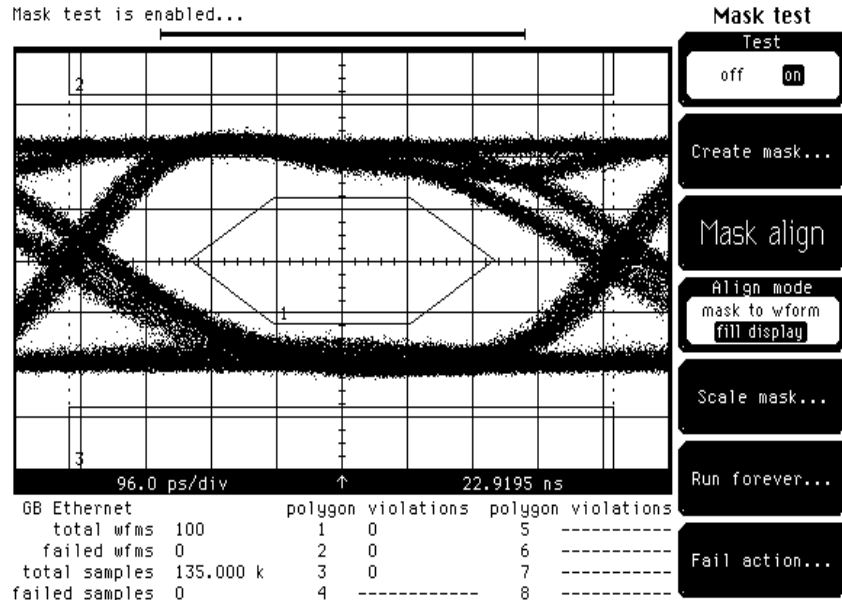 Mask test is enabled...
Mask test
Test
off on
Create mask...
Mask align
Align mode
mask to wform
fill display
Scale mask...
Run forever...
Fail action...
2
1
3
96.0 ps/div ↑ 22.9195 ns
GB Ethernet polygon violations polygon violations
total wfms 100 1 0 5 -----------
failed wfms 0 2 0 6 -----------
total samples 135.000 k 3 0 7 -----------
failed samples 0 4 ------------ 8 -----------